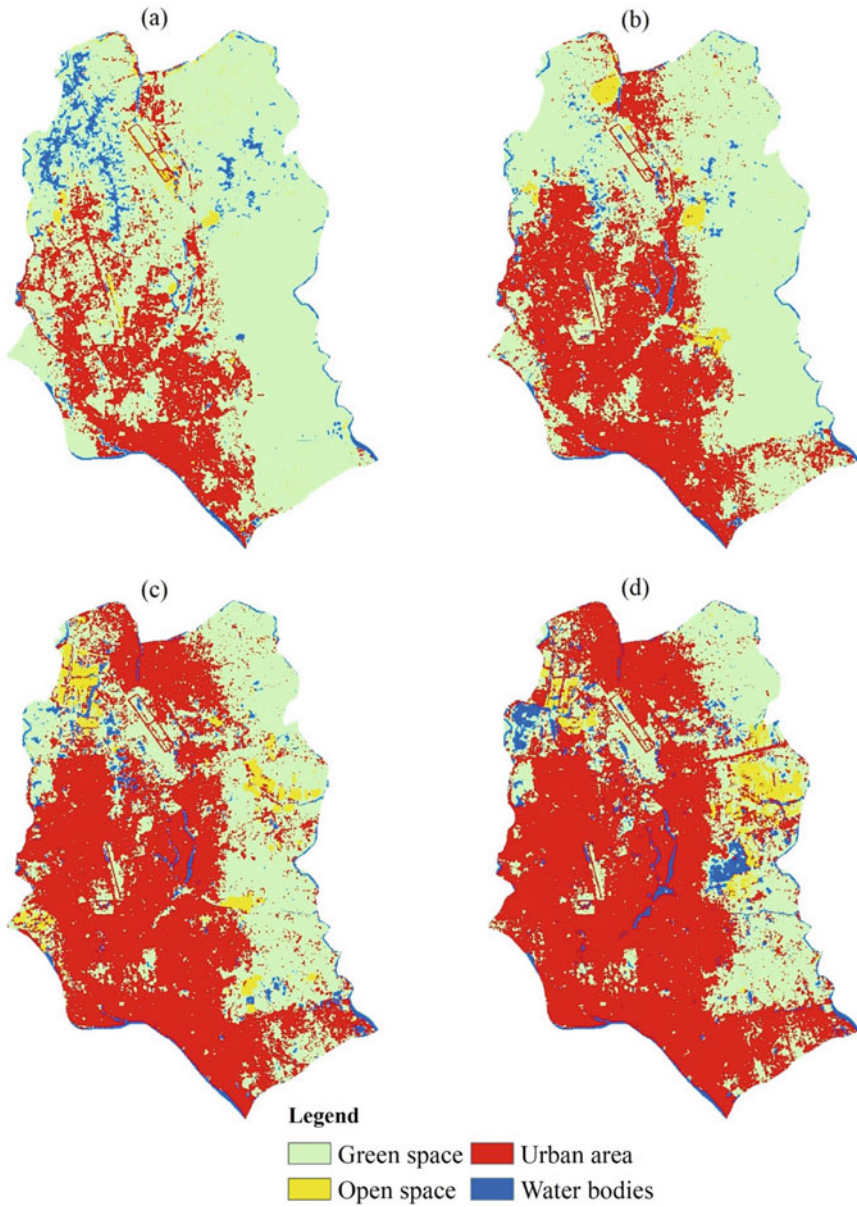 (a)
(b)
(c)
(d)
Legend
Green space
Urban area
Open space
Water bodies